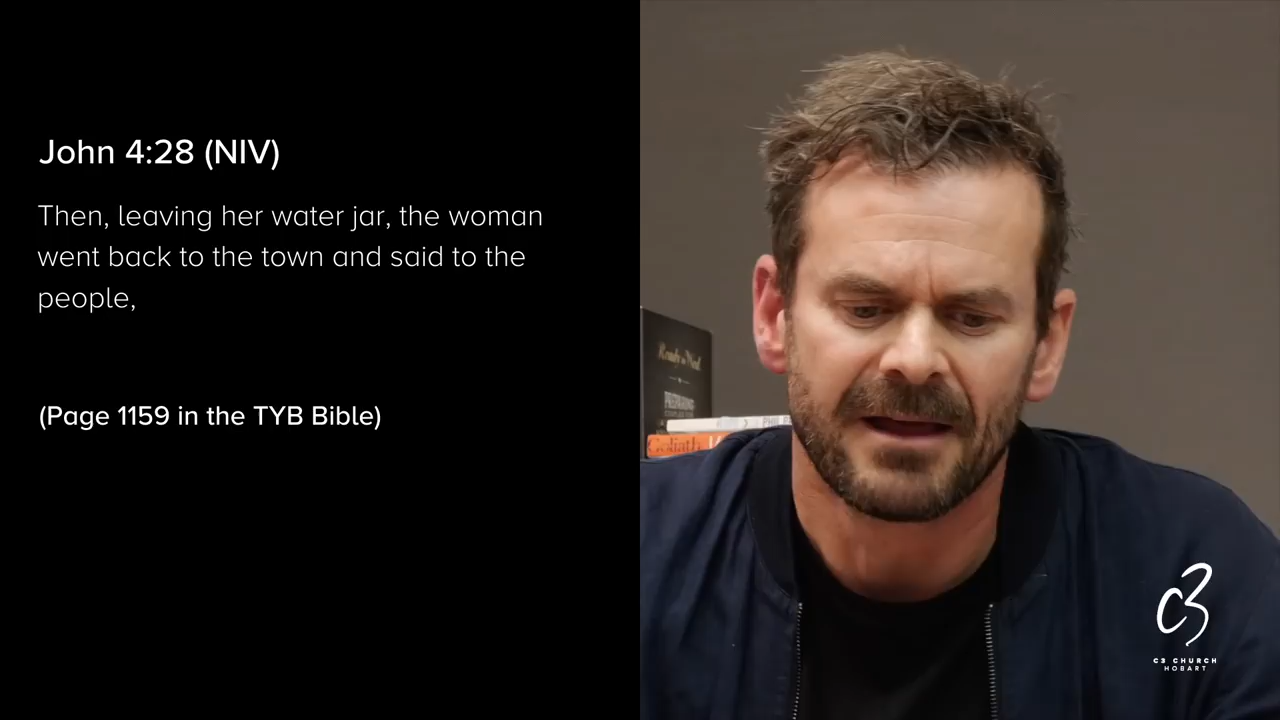 John 4:28 (NIV)
Then, leaving her water jar, the woman
went back to the town and said to the
people,
(Page 1159 in the TYB Bible)
Goliath
c3
C3 CHURCH
HOBART